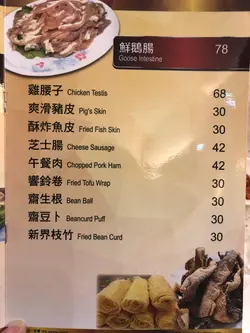 鮮鵝腸 78
Goose Intestine
雞腰子 Chicken Testis 68
爽滑豬皮 Pig's Skin 30
酥炸魚皮 Fried Fish Skin 30
芝士腸 Cheese Sausage 42
午餐肉 Chopped Pork Ham 42
響鈴卷 Fried Tofu Wrap 30
齋生根 Bean Ball 30
齋豆卜 Beancurd Puff 30
新界枝竹 Fried Bean Curd 30